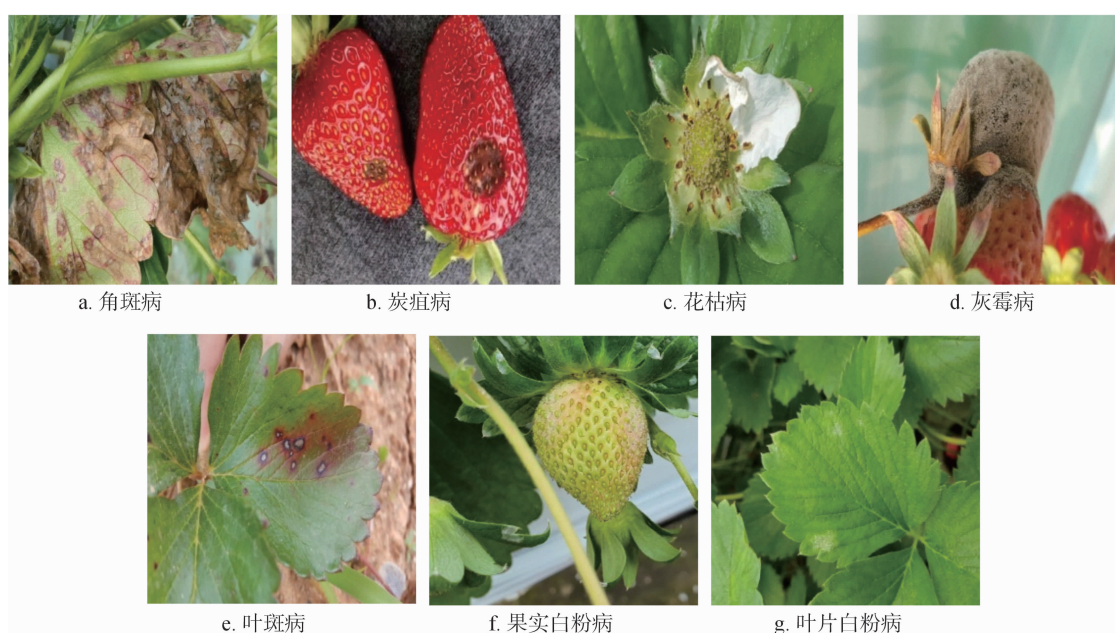 a. 角斑病
b. 炭疽病
c. 花枯病
d. 灰霉病
e. 叶斑病
f. 果实白粉病
g. 叶片白粉病